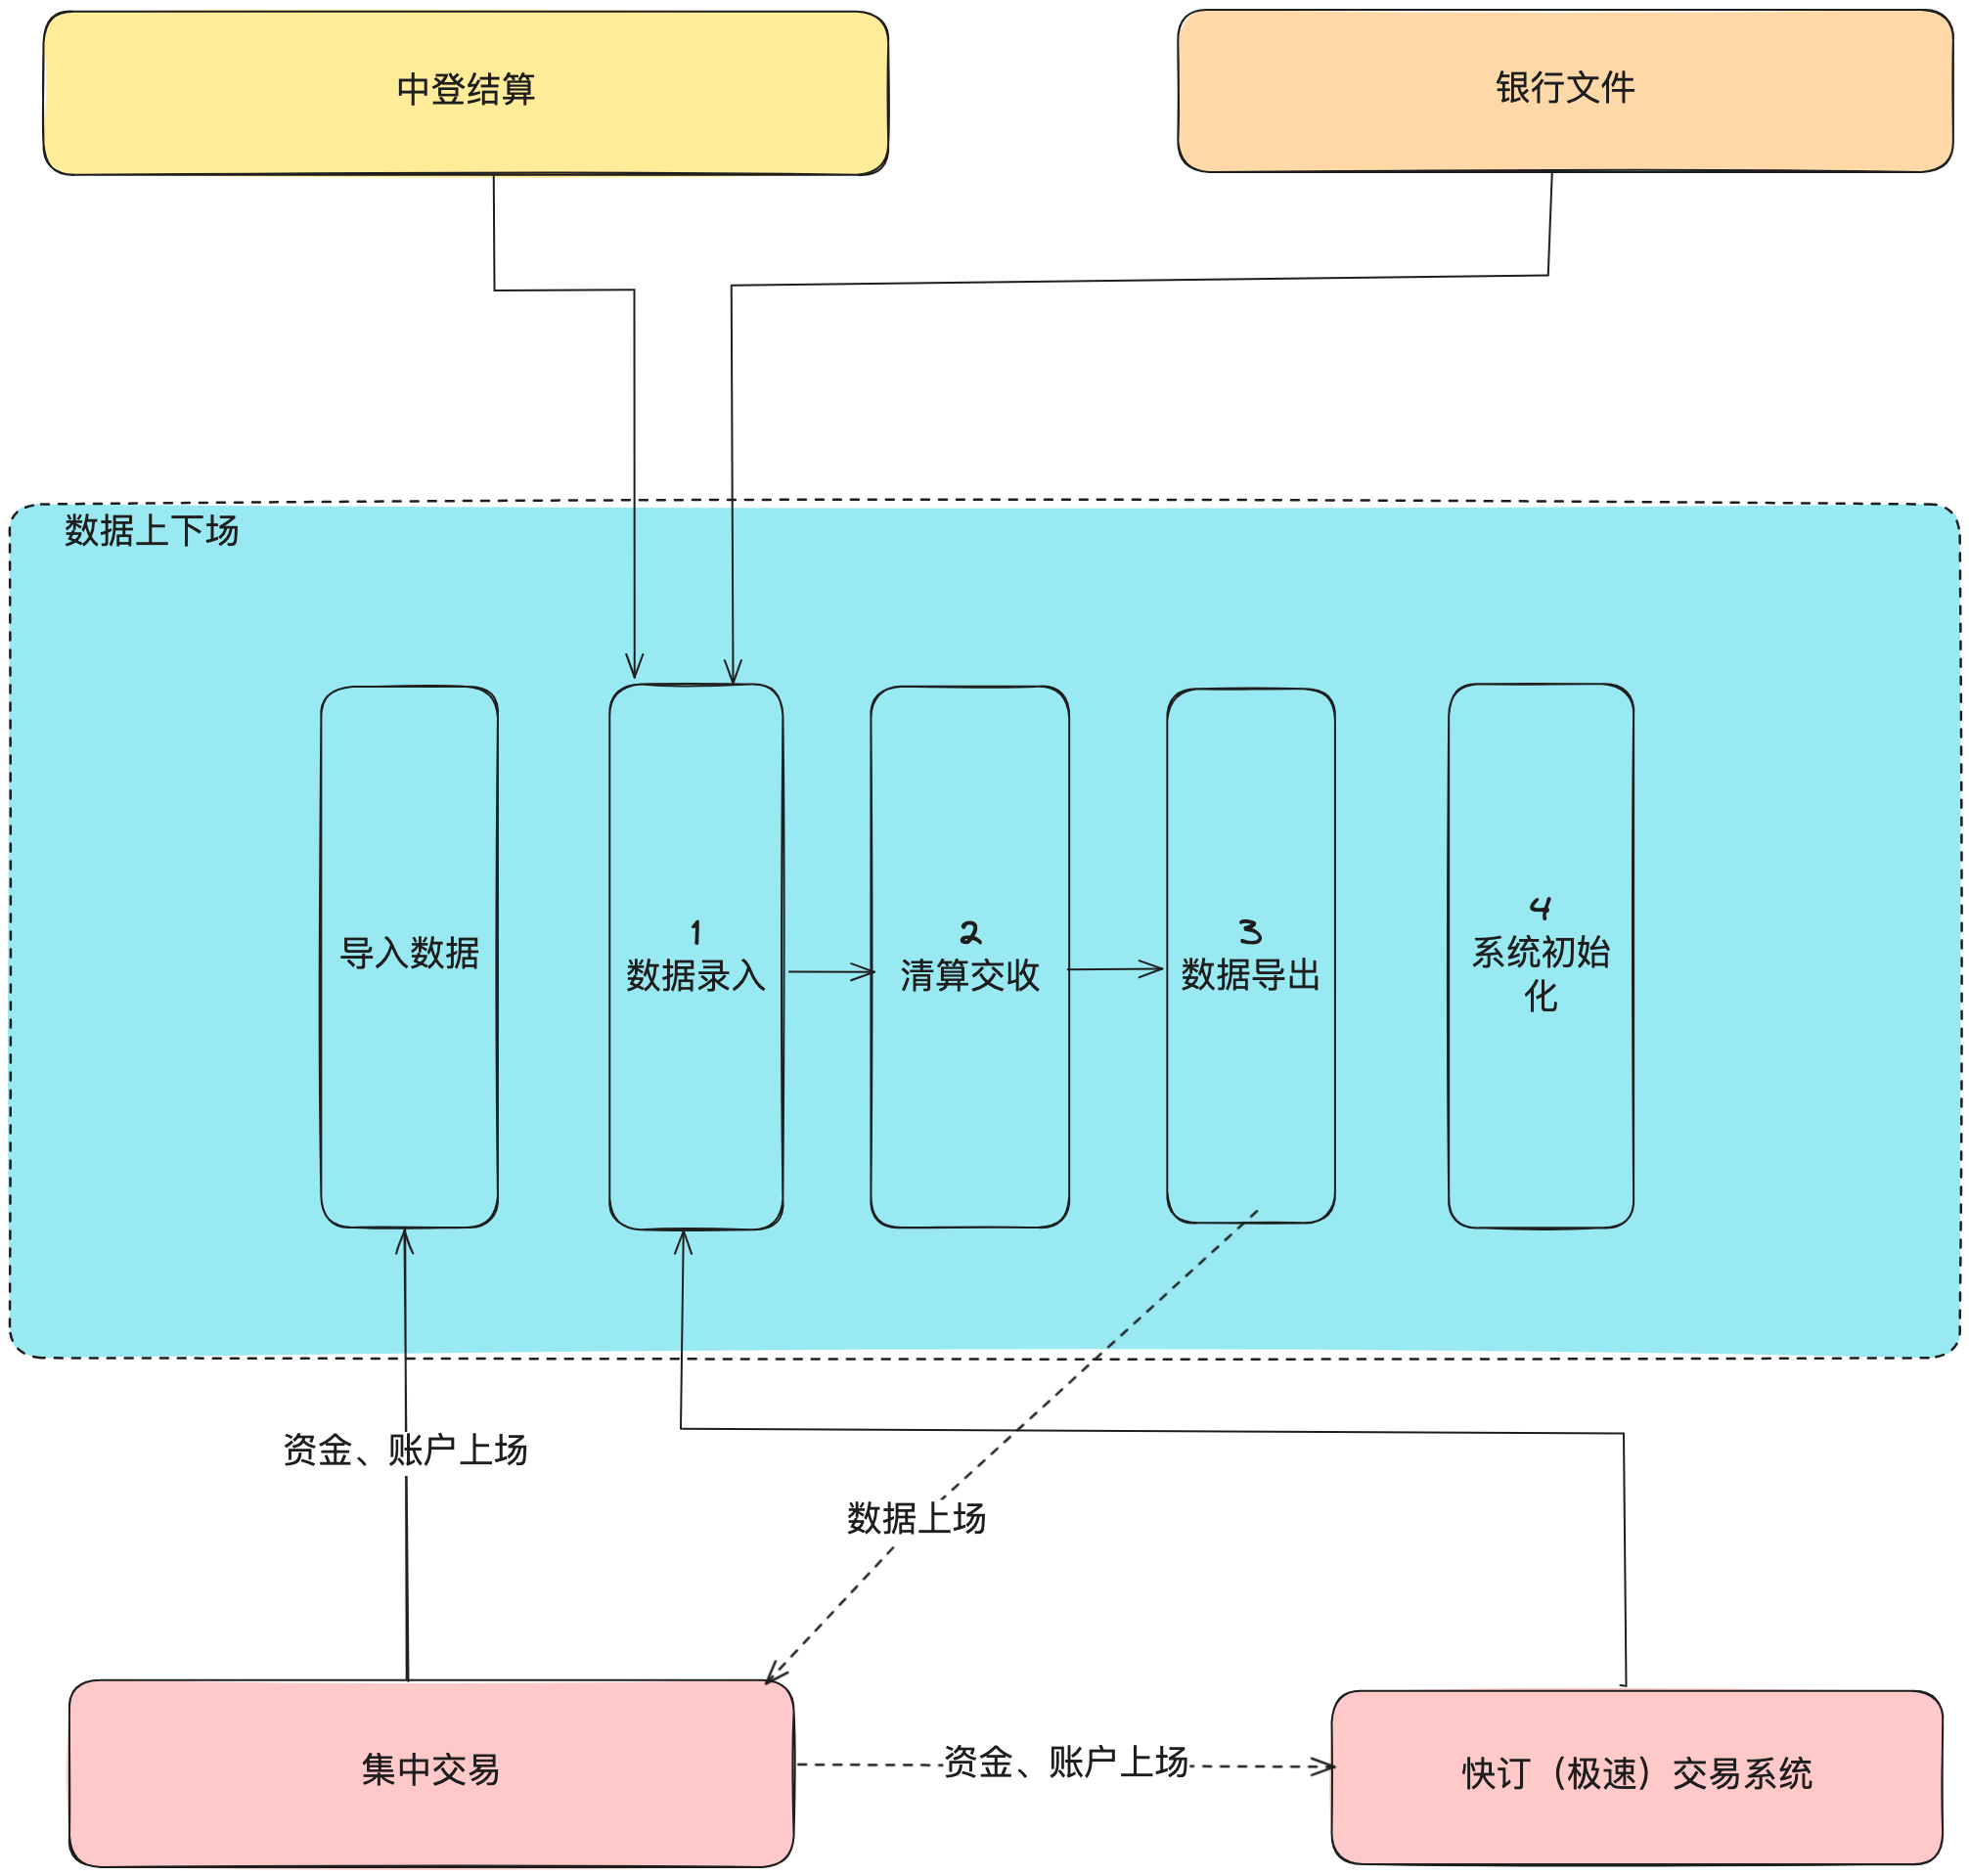 中登结算
银行文件
数据上下场
导入数据
1
数据录入
2
清算交收
3
数据导出
4
系统初始
化
资金、账户上场
数据上场
集中交易
资金、账户上场
快订（极速）交易系统